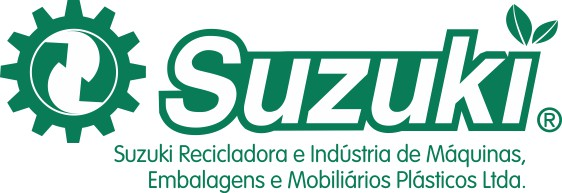 Suzuki®
Suzuki Recicladora e Indústria de Máquinas,
Embalagens e Mobiliários Plásticos Ltda.